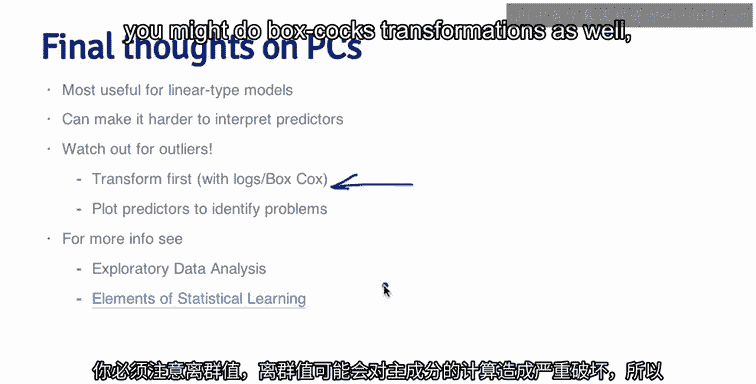 you might do box-cocks transformations as well,
Final thoughts on PCs
· Most useful for linear-type models
· Can make it harder to interpret predictors
· Watch out for outliers!
- Transform first (with logs/Box Cox)
- Plot predictors to identify problems
· For more info see
- Exploratory Data Analysis
- Elements of Statistical Learning
你必须注意离群值，离群值可能会对主成分的计算造成严重破坏，所以